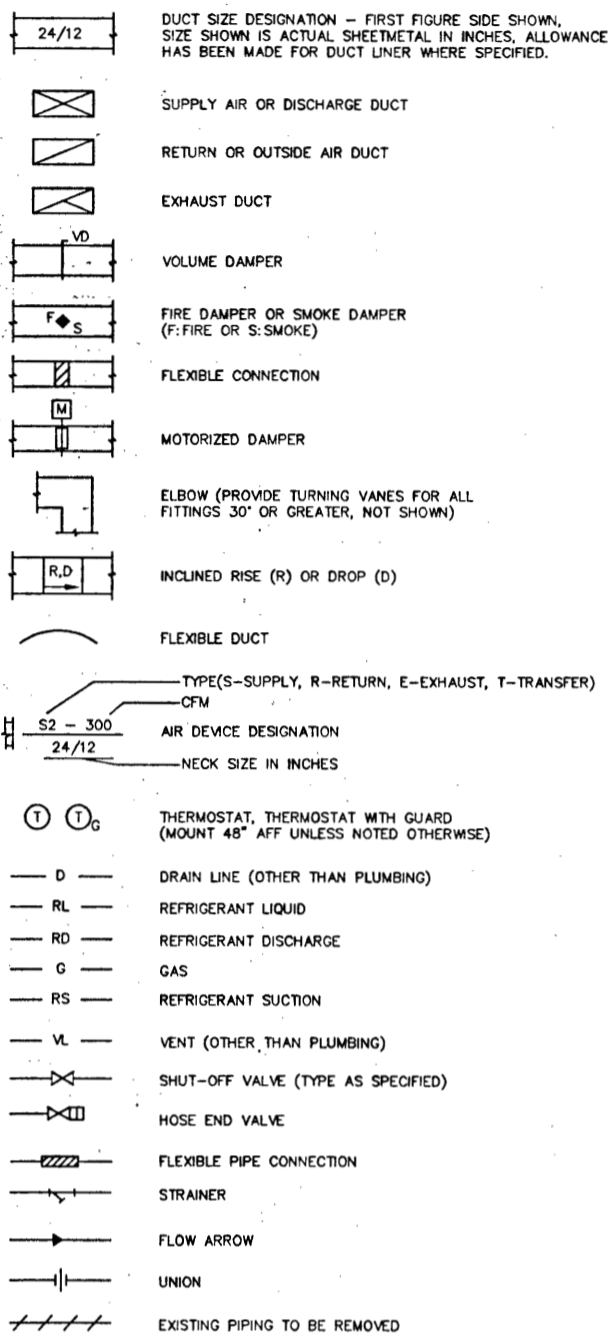 24/12
DUCT SIZE DESIGNATION – FIRST FIGURE SIDE SHOWN,
SIZE SHOWN IS ACTUAL SHEETMETAL IN INCHES, ALLOWANCE
HAS BEEN MADE FOR DUCT LINER WHERE SPECIFIED.
SUPPLY AIR OR DISCHARGE DUCT
RETURN OR OUTSIDE AIR DUCT
EXHAUST DUCT
VD
VOLUME DAMPER
F S
FIRE DAMPER OR SMOKE DAMPER
(F:FIRE OR S:SMOKE)
FLEXIBLE CONNECTION
M
MOTORIZED DAMPER
ELBOW (PROVIDE TURNING VANES FOR ALL
FITTINGS 30° OR GREATER, NOT SHOWN)
R,D
INCLINED RISE (R) OR DROP (D)
FLEXIBLE DUCT
TYPE(S–SUPPLY, R–RETURN, E–EXHAUST, T–TRANSFER)
CFM
S2 – 300
AIR DEVICE DESIGNATION
24/12
NECK SIZE IN INCHES
T T G
THERMOSTAT, THERMOSTAT WITH GUARD
(MOUNT 48" AFF UNLESS NOTED OTHERWISE)
D DRAIN LINE (OTHER THAN PLUMBING)
RL REFRIGERANT LIQUID
RD REFRIGERANT DISCHARGE
G GAS
RS REFRIGERANT SUCTION
VL VENT (OTHER THAN PLUMBING)
SHUT–OFF VALVE (TYPE AS SPECIFIED)
HOSE END VALVE
FLEXIBLE PIPE CONNECTION
STRAINER
FLOW ARROW
UNION
EXISTING PIPING TO BE REMOVED